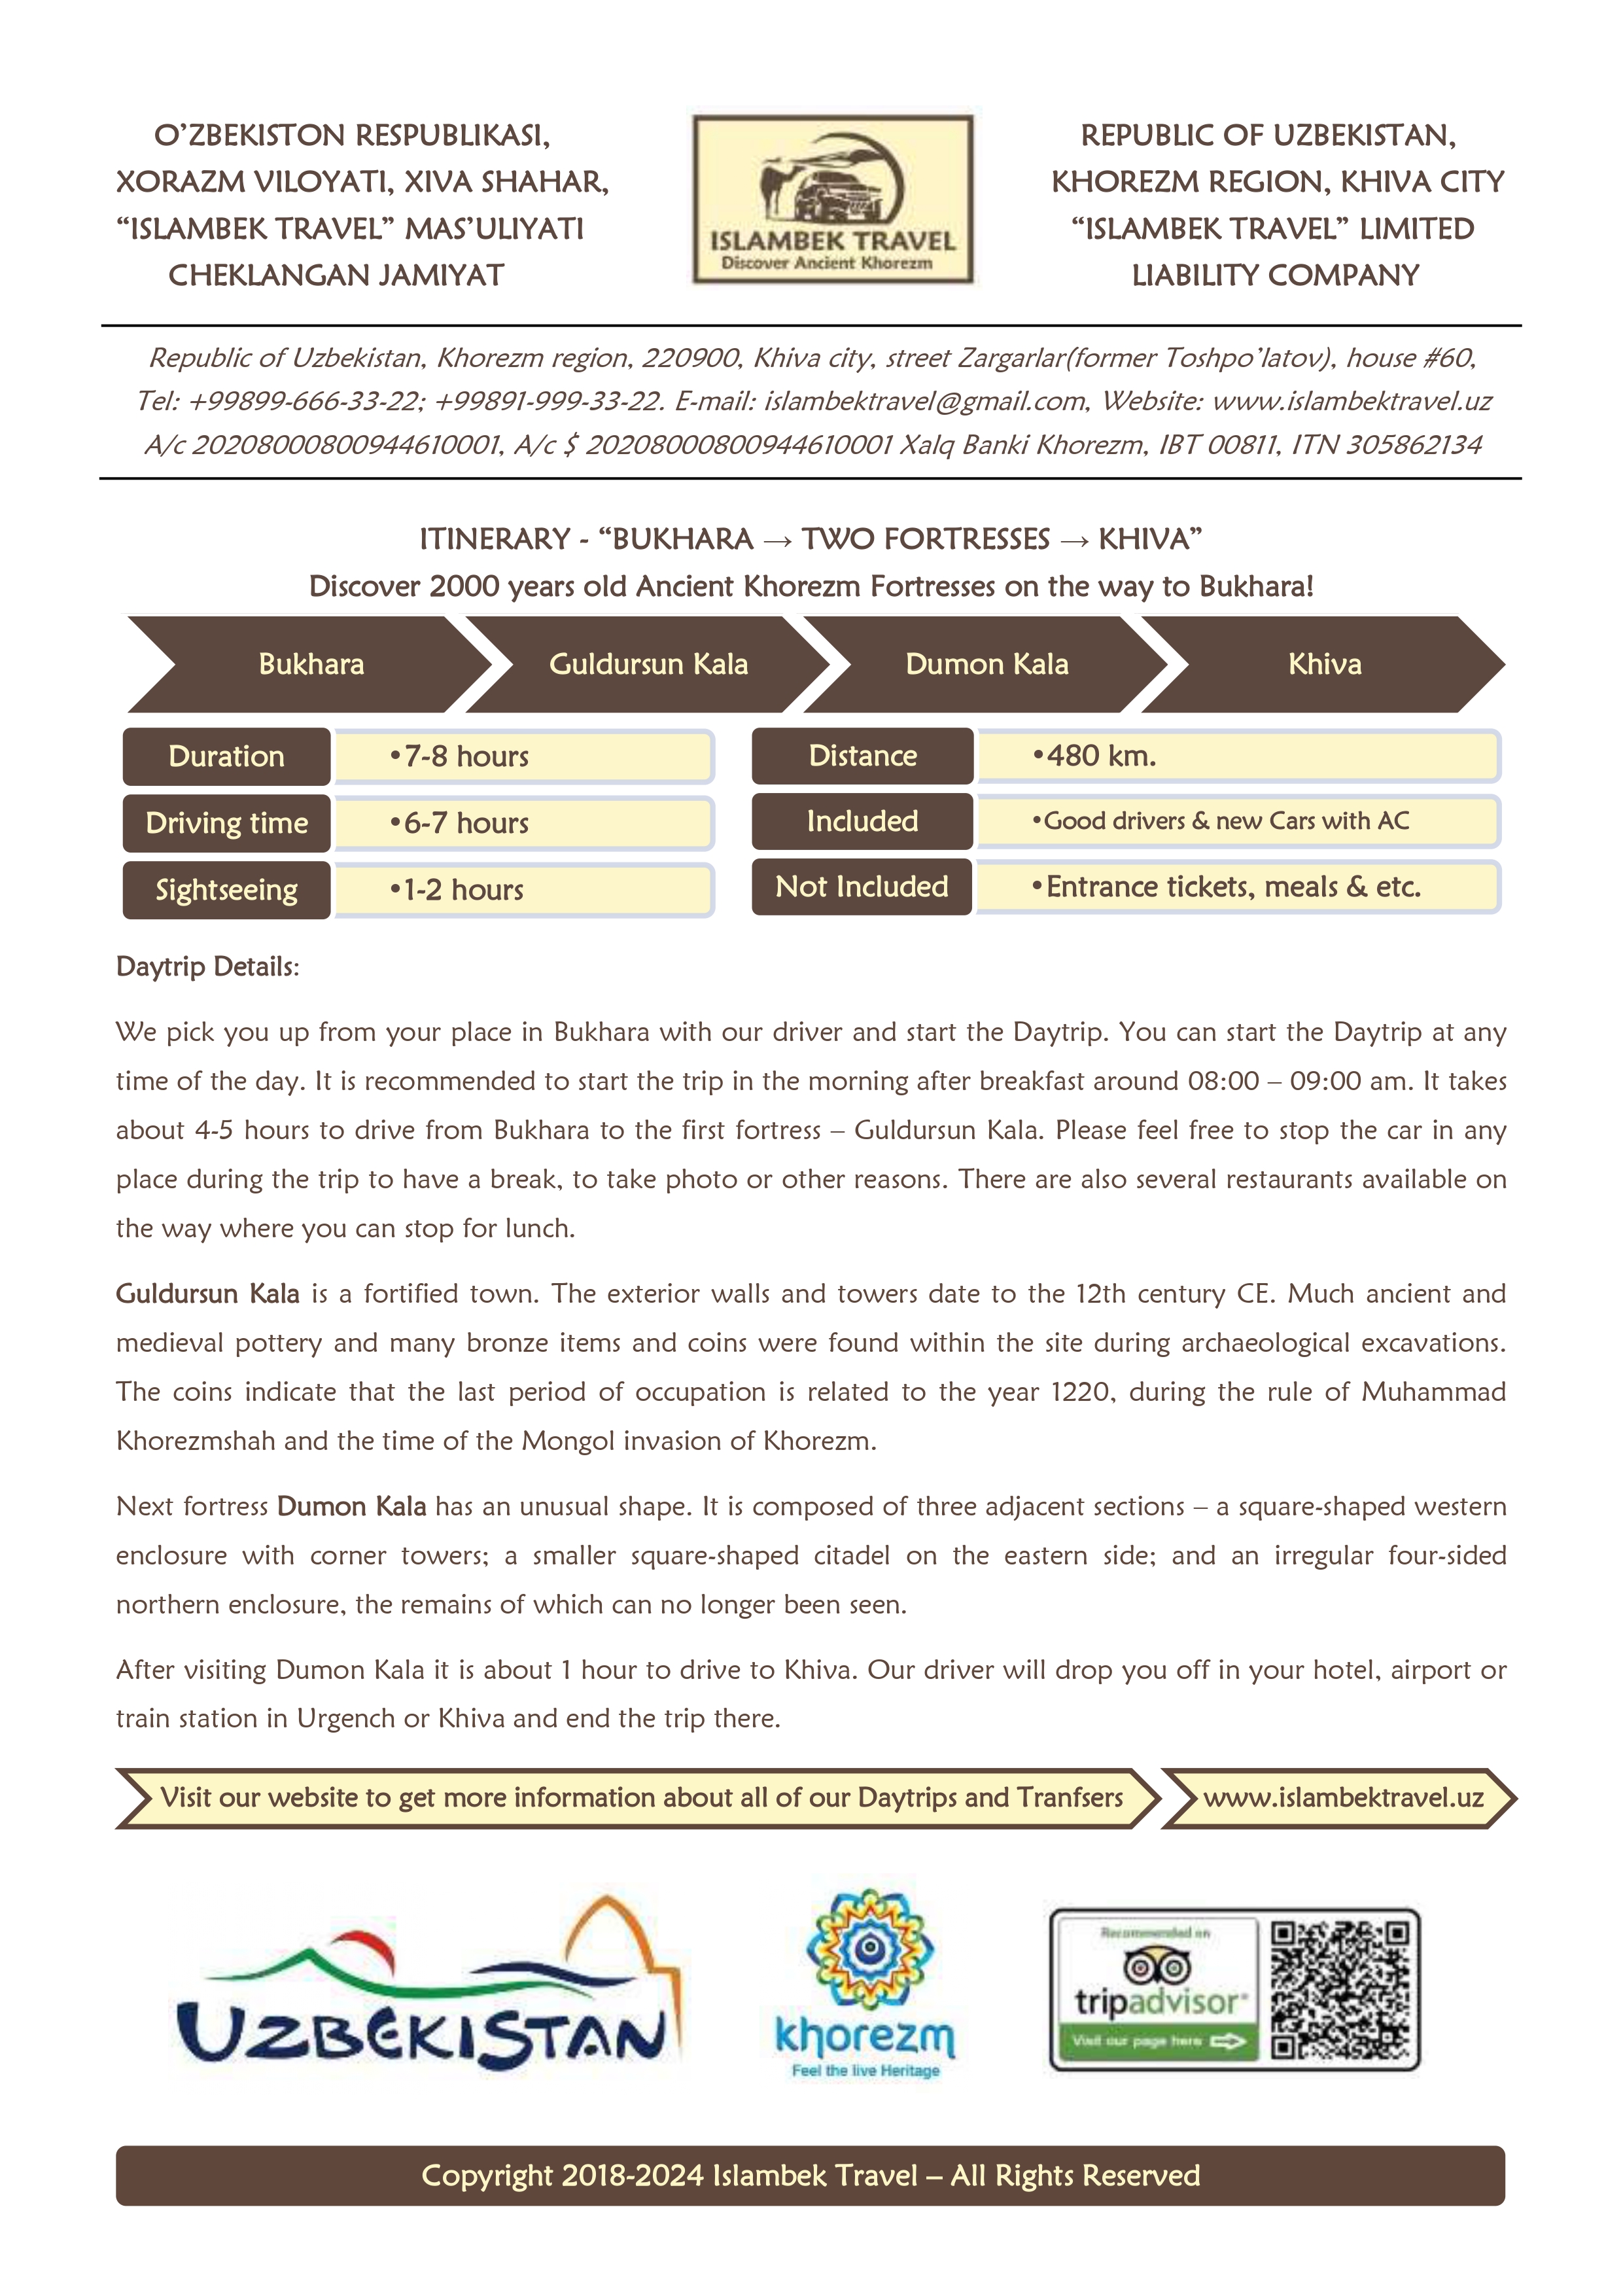 O’ZBEKISTON RESPUBLIKASI,
XORAZM VILOYATI, XIVA SHAHAR,
“ISLAMBEK TRAVEL” MAS’ULIYATI
CHEKLANGAN JAMIYAT
ISLAMBEK TRAVEL
Discover Ancient Khorezm
REPUBLIC OF UZBEKISTAN,
KHOREZM REGION, KHIVA CITY
“ISLAMBEK TRAVEL” LIMITED
LIABILITY COMPANY
Republic of Uzbekistan, Khorezm region, 220900, Khiva city, street Zargarlar(former Toshpo’latov), house #60,
Tel: +99899-666-33-22; +99891-999-33-22. E-mail: islambektravel@gmail.com, Website: www.islambektravel.uz
A/c 20208000800944610001, A/c $ 20208000800944610001 Xalq Banki Khorezm, IBT 00811, ITN 305862134
ITINERARY - “BUKHARA → TWO FORTRESSES → KHIVA”
Discover 2000 years old Ancient Khorezm Fortresses on the way to Bukhara!
Bukhara
Guldursun Kala
Dumon Kala
Khiva
Duration
•7-8 hours
Driving time
•6-7 hours
Sightseeing
•1-2 hours
Distance
•480 km.
Included
•Good drivers & new Cars with AC
Not Included
•Entrance tickets, meals & etc.
Daytrip Details:
We pick you up from your place in Bukhara with our driver and start the Daytrip. You can start the Daytrip at any
time of the day. It is recommended to start the trip in the morning after breakfast around 08:00 – 09:00 am. It takes
about 4-5 hours to drive from Bukhara to the first fortress – Guldursun Kala. Please feel free to stop the car in any
place during the trip to have a break, to take photo or other reasons. There are also several restaurants available on
the way where you can stop for lunch.
Guldursun Kala is a fortified town. The exterior walls and towers date to the 12th century CE. Much ancient and
medieval pottery and many bronze items and coins were found within the site during archaeological excavations.
The coins indicate that the last period of occupation is related to the year 1220, during the rule of Muhammad
Khorezmshah and the time of the Mongol invasion of Khorezm.
Next fortress Dumon Kala has an unusual shape. It is composed of three adjacent sections – a square-shaped western
enclosure with corner towers; a smaller square-shaped citadel on the eastern side; and an irregular four-sided
northern enclosure, the remains of which can no longer been seen.
After visiting Dumon Kala it is about 1 hour to drive to Khiva. Our driver will drop you off in your hotel, airport or
train station in Urgench or Khiva and end the trip there.
Visit our website to get more information about all of our Daytrips and Tranfsers
www.islambektravel.uz
UZBEKISTAN
khorezm
Feel the live Heritage
Recommended on
tripadvisor®
Visit our page here
Copyright 2018-2024 Islambek Travel – All Rights Reserved